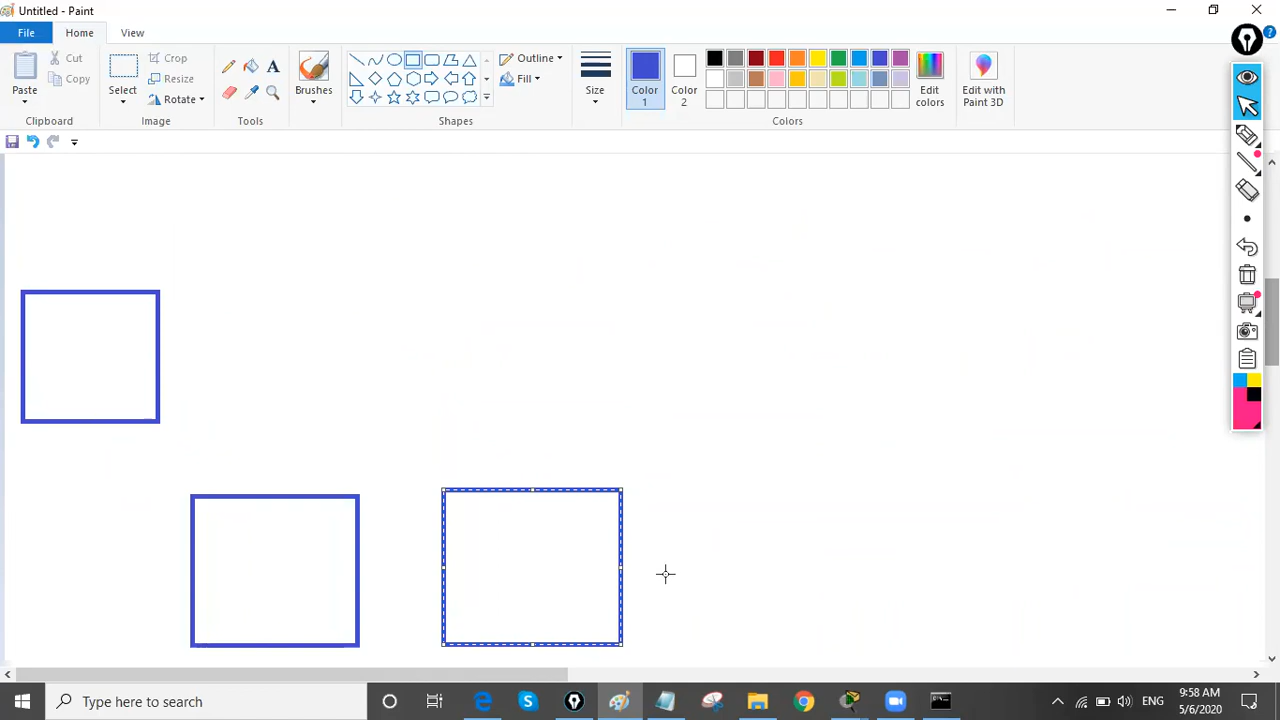 Untitled - Paint
File Home View
?
Paste
Cut
Copy
Clipboard
Select
Crop
Resize
Rotate
Image
A
Tools
Brushes
Outline
Fill
Shapes
Size
Color 1
Color 2
Edit colors
Edit with Paint 3D
Colors
Type here to search
ENG
9:58 AM
5/6/2020